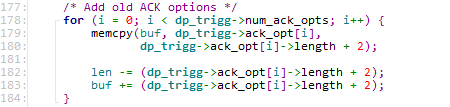 177: /* Add old ACK options */
178: for (i = 0; i < dp_trigg->num_ack_opts; i++) {
179: memcpy(buf, dp_trigg->ack_opt[i],
180: dp_trigg->ack_opt[i]->length + 2);
181:
182: len -= (dp_trigg->ack_opt[i]->length + 2);
183: buf += (dp_trigg->ack_opt[i]->length + 2);
184: }